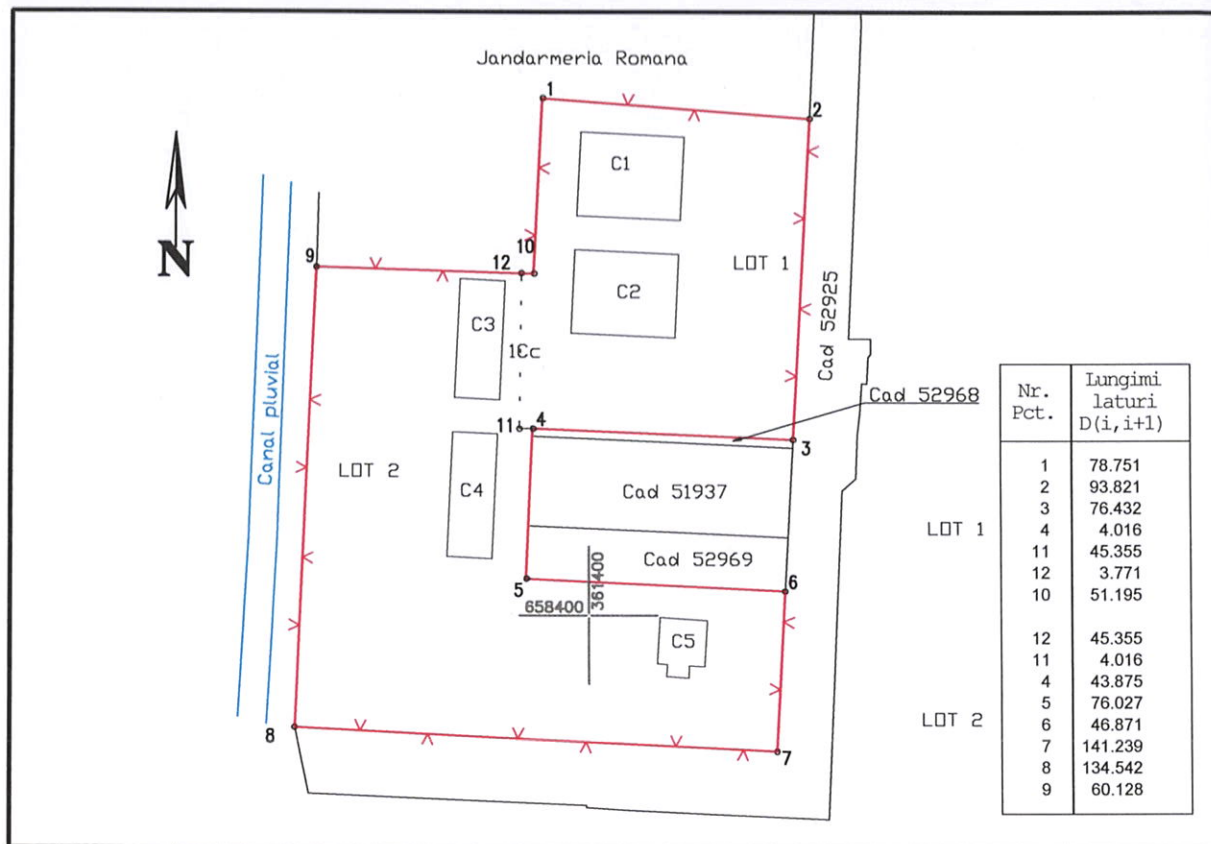 Jandarmeria Romana
1
2
C1
N
10
9
12
LOT 1
C2
C3
Cad 52925
1Cc
Cad 52968
11
4
3
Canal pluvial
LOT 2
C4
Cad 51937
Cad 52969
5
6
658400
361400
C5
8
7
Nr. Pct.
Lungimi laturi D(i,i+1)
LOT 1
1 78.751
2 93.821
3 76.432
4 4.016
11 45.355
12 3.771
10 51.195
LOT 2
12 45.355
11 4.016
4 43.875
5 76.027
6 46.871
7 141.239
8 134.542
9 60.128